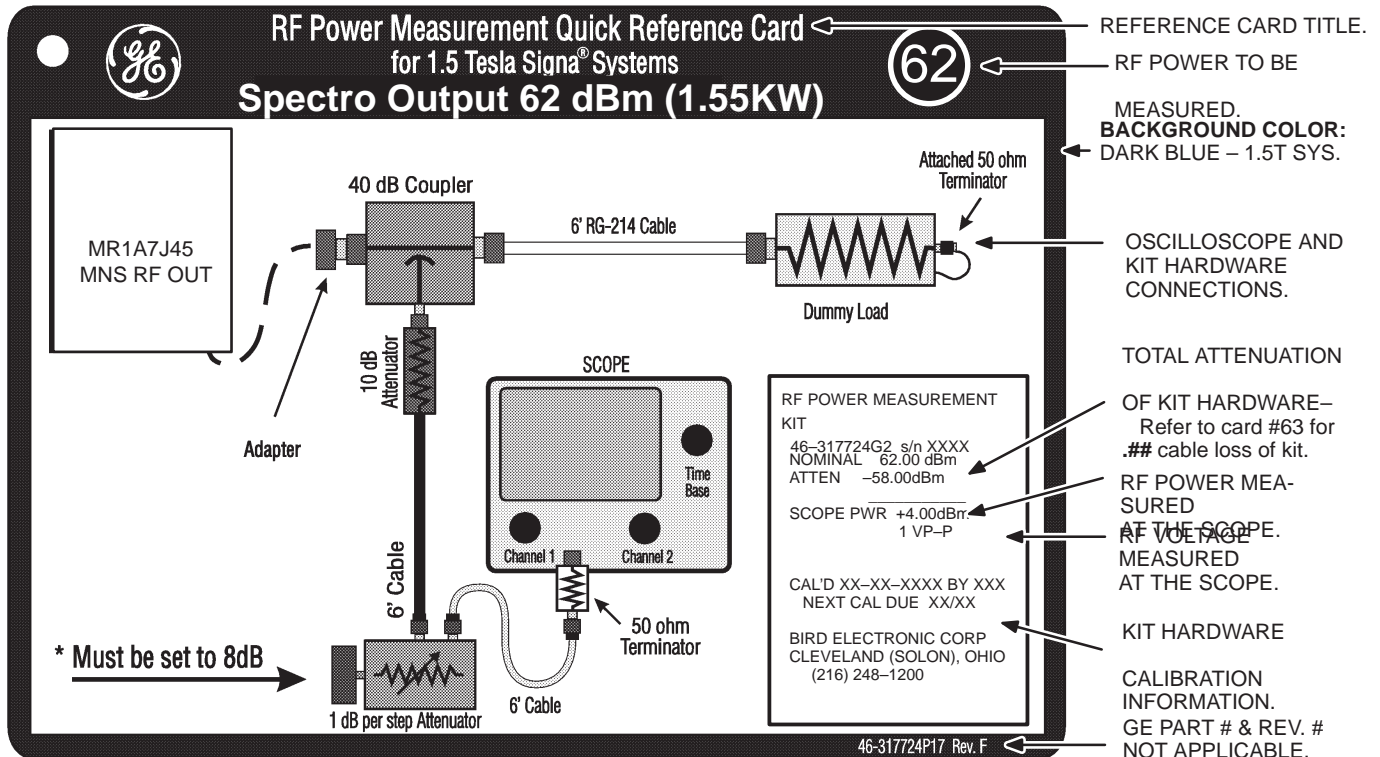 RF Power Measurement Quick Reference Card
for 1.5 Tesla Signa® Systems
Spectro Output 62 dBm (1.55KW)
GE
62
REFERENCE CARD TITLE.
RF POWER TO BE
MEASURED.
BACKGROUND COLOR:
DARK BLUE – 1.5T SYS.
MR1A7J45
MNS RF OUT
40 dB Coupler
6' RG-214 Cable
Attached 50 ohm
Terminator
Dummy Load
OSCILLOSCOPE AND
KIT HARDWARE
CONNECTIONS.
Adapter
10 dB
Attenuator
6' Cable
SCOPE
Time
Base
Channel 1
Channel 2
50 ohm
Terminator
6' Cable
* Must be set to 8dB
1 dB per step Attenuator
RF POWER MEASUREMENT
KIT
46–317724G2 s/n XXXX
NOMINAL 62.00 dBm
ATTEN –58.00dBm
SCOPE PWR +4.00dBm
1 VP–P
CAL'D XX–XX–XXXX BY XXX
NEXT CAL DUE XX/XX
BIRD ELECTRONIC CORP
CLEVELAND (SOLON), OHIO
(216) 248–1200
TOTAL ATTENUATION
OF KIT HARDWARE–
Refer to card #63 for
.## cable loss of kit.
RF POWER MEA-
SURED
AT THE SCOPE.
RF VOLTAGE
MEASURED
AT THE SCOPE.
KIT HARDWARE
CALIBRATION
INFORMATION.
GE PART # & REV. #
NOT APPLICABLE.
46-317724P17 Rev. F